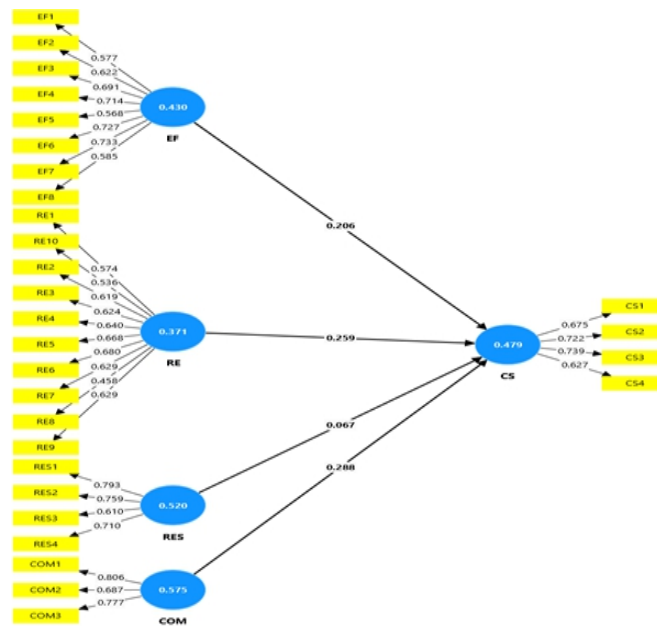 EF1
EF2
EF3
EF4
EF5
EF6
EF7
EF8
0.577
0.622
0.691
0.714
0.568
0.727
0.733
0.585
0.430
EF
0.206
RE1
RE10
RE2
RE3
RE4
RE5
RE6
RE7
RE8
RE9
0.574
0.536
0.619
0.624
0.640
0.668
0.680
0.629
0.458
0.629
0.371
RE
0.259
RES1
RES2
RES3
RES4
0.793
0.759
0.610
0.710
0.520
RES
0.067
COM1
COM2
COM3
0.806
0.687
0.777
0.575
COM
0.288
0.479
CS
0.675
0.722
0.739
0.627
CS1
CS2
CS3
CS4